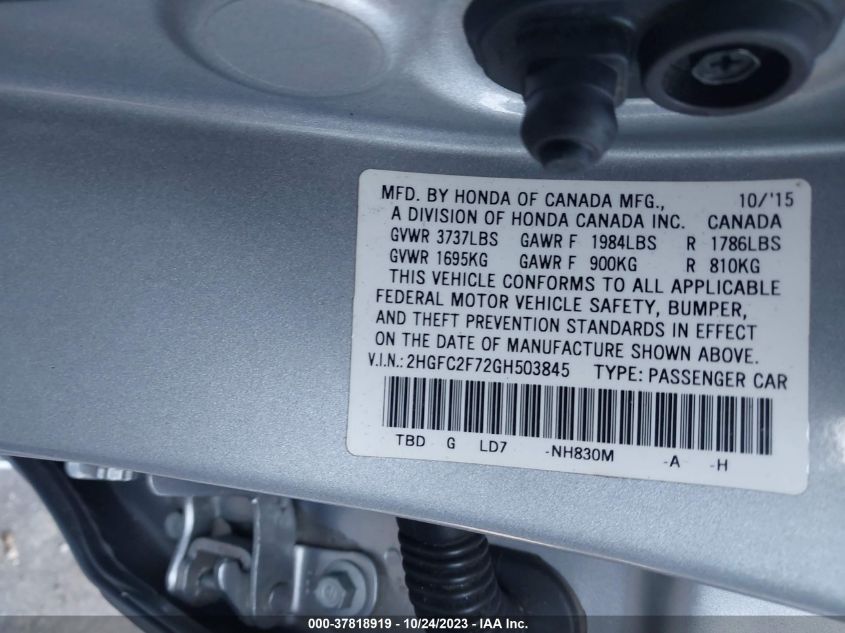 MFD. BY HONDA OF CANADA MFG., 10/'15
A DIVISION OF HONDA CANADA INC. CANADA
GVWR 3737LBS GAWR F 1984LBS R 1786LBS
GVWR 1695KG GAWR F 900KG R 810KG
THIS VEHICLE CONFORMS TO ALL APPLICABLE
FEDERAL MOTOR VEHICLE SAFETY, BUMPER,
AND THEFT PREVENTION STANDARDS IN EFFECT
ON THE DATE OF MANUFACTURE SHOWN ABOVE.
V.I.N.: 2HGFC2F72GH503845 TYPE: PASSENGER CAR
TBD G LD7 -NH830M -A -H
000-37818919 - 10/24/2023 - IAA Inc.